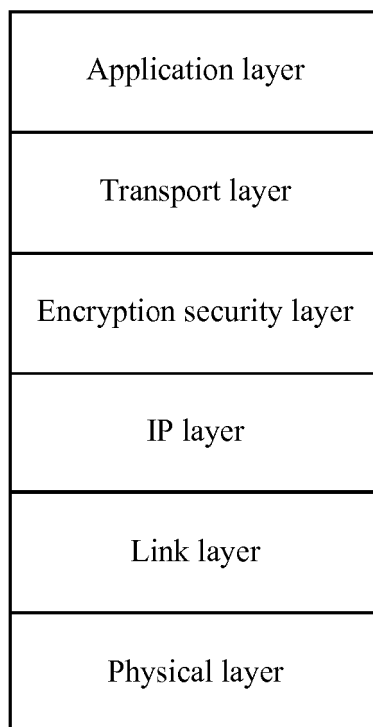 Application layer
Transport layer
Encryption security layer
IP layer
Link layer
Physical layer